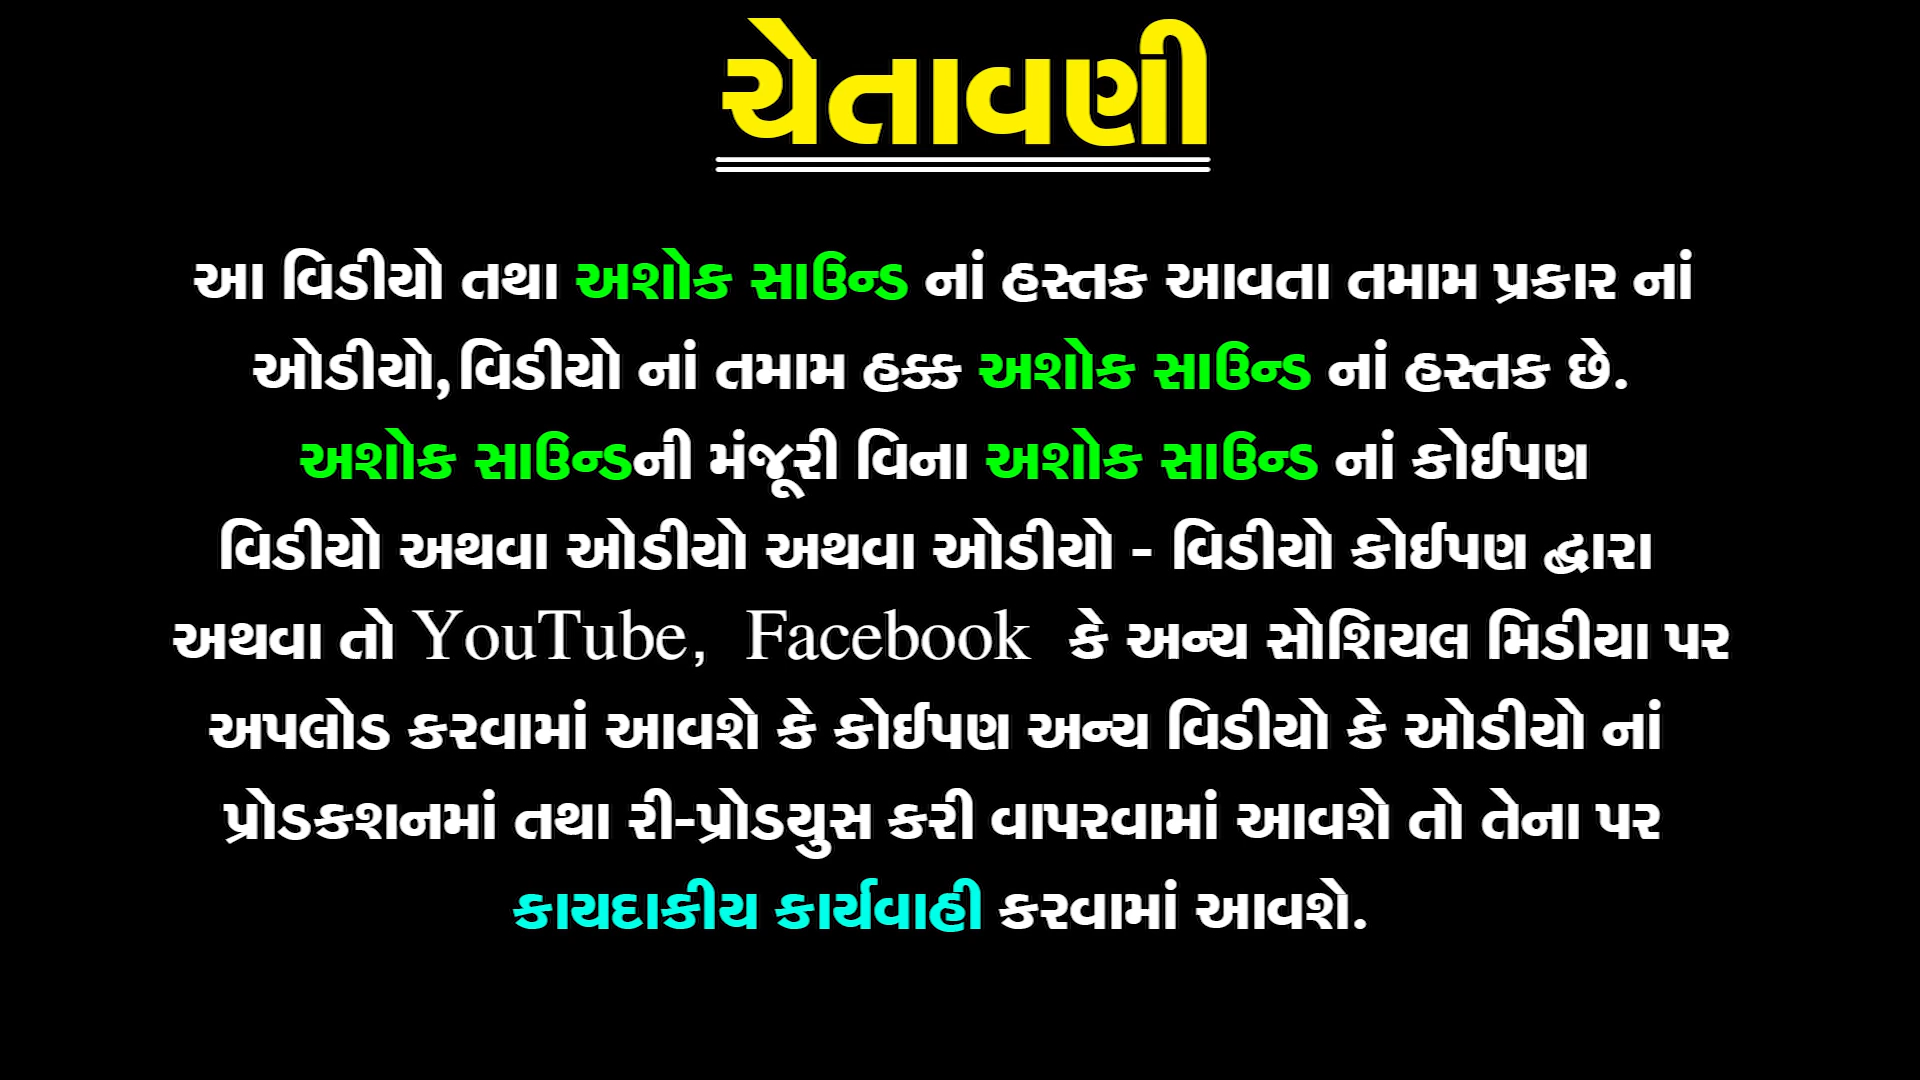 ચેતાવણી
આ વિડીયો તથા અશોક સાઉન્ડ નાં હસ્તક આવતા તમામ પ્રકાર નાં
ઓડીયો,વિડીયો નાં તમામ હક્ક અશોક સાઉન્ડ નાં હસ્તક છે.
અશોક સાઉન્ડની મંજૂરી વિના અશોક સાઉન્ડ નાં કોઈપણ
વિડીયો અથવા ઓડીયો અથવા ઓડીયો - વિડીયો કોઈપણ દ્વારા
અથવા તો YouTube, Facebook કે અન્ય સોશિયલ મિડીયા પર
અપલોડ કરવામાં આવશે કે કોઈપણ અન્ય વિડીયો કે ઓડીયો નાં
પ્રોડકશનમાં તથા રી-પ્રોડયુસ કરી વાપરવામાં આવશે તો તેના પર
કાયદાકીય કાર્યવાહી કરવામાં આવશે.